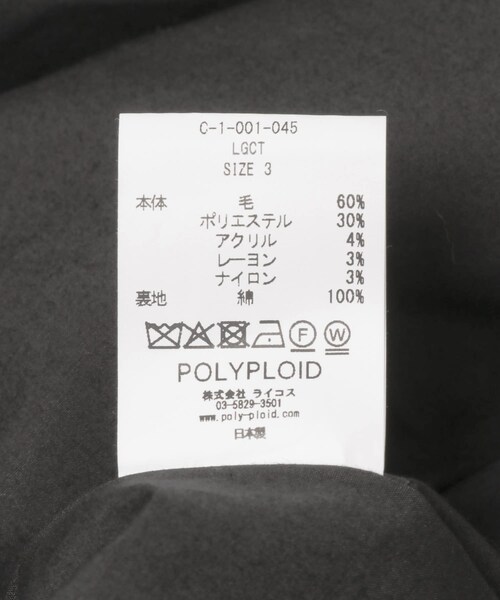 C-1-001-045
LGCT
SIZE 3
本体 毛 60%
ポリエステル 30%
アクリル 4%
レーヨン 3%
ナイロン 3%
裏地 綿 100%
F W
POLYPLOID
株式会社 ライコス
03-5829-3501
www.poly-ploid.com
日本製